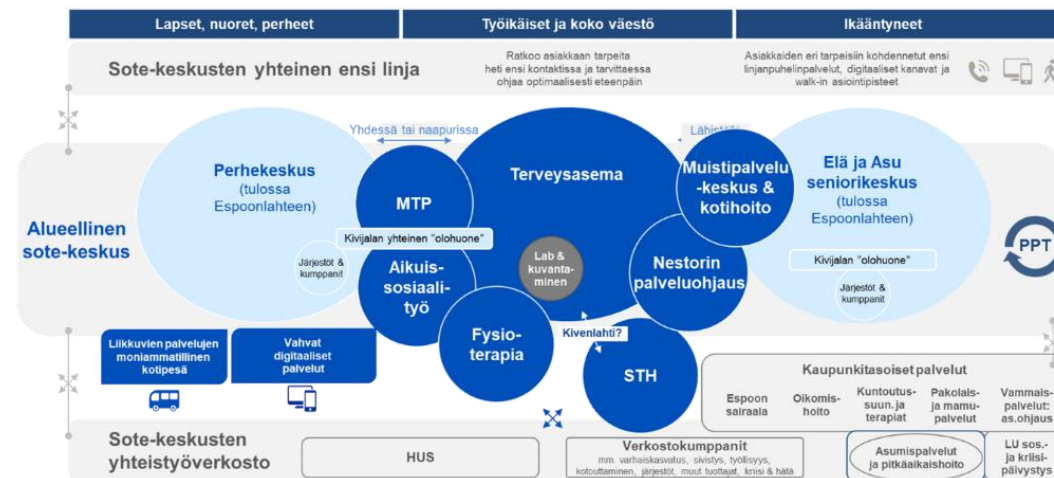 Lapset, nuoret, perheet
Työikäiset ja koko väestö
Ikääntyneet
Sote-keskusten yhteinen ensi linja
Ratkoo asiakkaan tarpeita
heti ensi kontaktissa ja tarvittaessa
ohjaa optimaalisesti eteenpäin
Asiakkaiden eri tarpeisiin kohdennetut ensi
linjanpuhelinpalvelut, digitaaliset kanavat ja
walk-in asiointipisteet
Yhdessä tai naapurissa
Alueellinen
sote-keskus
Perhekeskus
(tulossa
Espoonlahteen)
Järjestöt &
kumppanit
MTP
Kivijalan yhteinen "olohuone"
Aikuis-
sosiaali-
työ
Terveysasema
Lab &
kuvanta-
minen
Fysio-
terapia
Kivenlahti?
STH
Muistipalvelu
-keskus &
kotihoito
Nestorin
palveluohjaus
Elä ja Asu
seniorikeskus
(tulossa
Espoonlahteen)
Kivijalan "olohuone"
Järjestöt &
kumppanit
PPT
Liikkuvien palvelujen
moniammatillinen
kotipesä
Vahvat
digitaaliset
palvelut
Kaupunkitasoiset palvelut
Espoon
sairaala
Oikomis-
hoito
Kuntoutus-
suun. ja
terapiat
Pakolais-
ja mamu-
palvelut
Vammais-
palvelut:
as.ohjaus
Sote-keskusten
yhteistyöverkosto
HUS
Verkostokumppanit
mm. varhaiskasvatus, sivistys, työllisyys,
kotouttaminen, järjestöt, muut tuottajat, kriisi & hätä
Asumispalvelut
ja pitkäaikaishoito
LU sos.-
ja kriisi-
päivystys